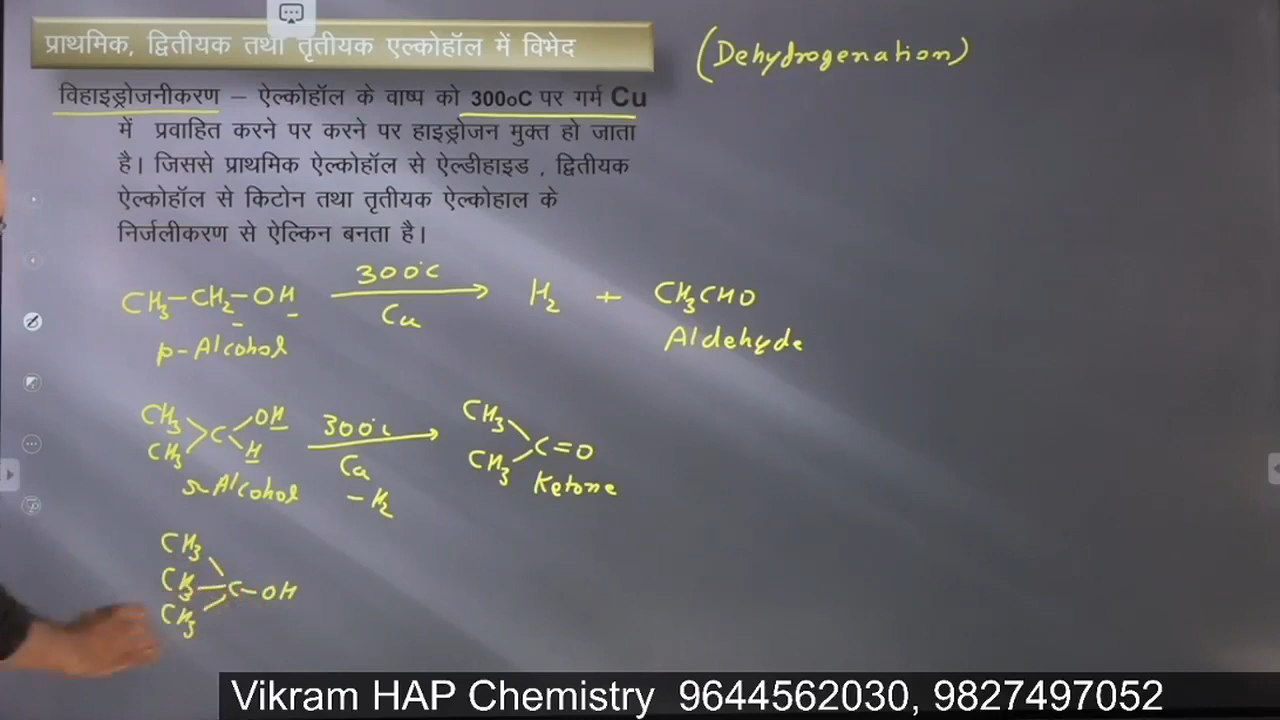 प्राथमिक, द्वितीयक तथा तृतीयक एल्कोहॉल में विभेद
(Dehydrogenation)
विहाइड्रोजनीकरण – ऐल्कोहॉल के वाष्प को 300oC पर गर्म Cu
में प्रवाहित करने पर करने पर हाइड्रोजन मुक्त हो जाता
है। जिससे प्राथमिक ऐल्कोहॉल से ऐल्डीहाइड , द्वितीयक
ऐल्कोहॉल से किटोन तथा तृतीयक ऐल्कोहाल के
निर्जलीकरण से ऐल्किन बनता है।
300°C
CH3–CH2–OH → H2 + CH3CHO
Cu
p-Alcohol Aldehyde
CH3 OH 300°C CH3
C → C=O
CH3 H Cu CH3
s-Alcohol –H2 Ketone
CH3
CH3–C–OH
CH3
Vikram HAP Chemistry 9644562030, 9827497052